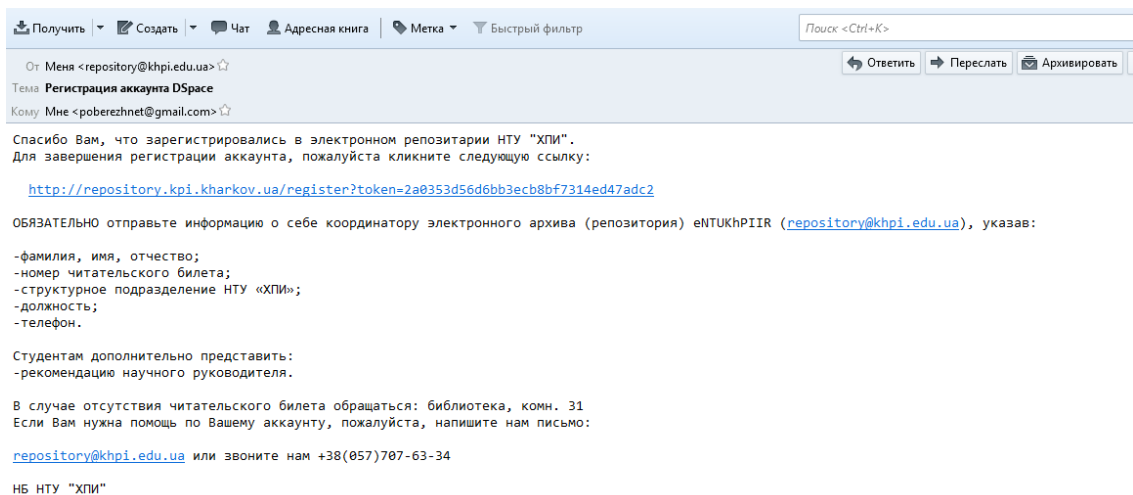 Получить Создать Чат Адресная книга Метка Быстрый фильтр Поиск <Ctrl+K>
От Меня <repository@khpi.edu.ua> Ответить Переслать Архивировать
Тема Регистрация аккаунта DSpace
Кому Мне <poberezhnet@gmail.com>
Спасибо Вам, что зарегистрировались в электронном репозитарии НТУ "ХПИ".
Для завершения регистрации аккаунта, пожалуйста кликните следующую ссылку:
http://repository.kpi.kharkov.ua/register?token=2a0353d56d6bb3ecb8bf7314ed47adc2
ОБЯЗАТЕЛЬНО отправьте информацию о себе координатору электронного архива (репозитория) eNTUKhPIIR (repository@khpi.edu.ua), указав:
-фамилия, имя, отчество;
-номер читательского билета;
-структурное подразделение НТУ «ХПИ»;
-должность;
-телефон.
Студентам дополнительно представить:
-рекомендацию научного руководителя.
В случае отсутствия читательского билета обращаться: библиотека, комн. 31
Если Вам нужна помощь по Вашему аккаунту, пожалуйста, напишите нам письмо:
repository@khpi.edu.ua или звоните нам +38(057)707-63-34
НБ НТУ "ХПИ"